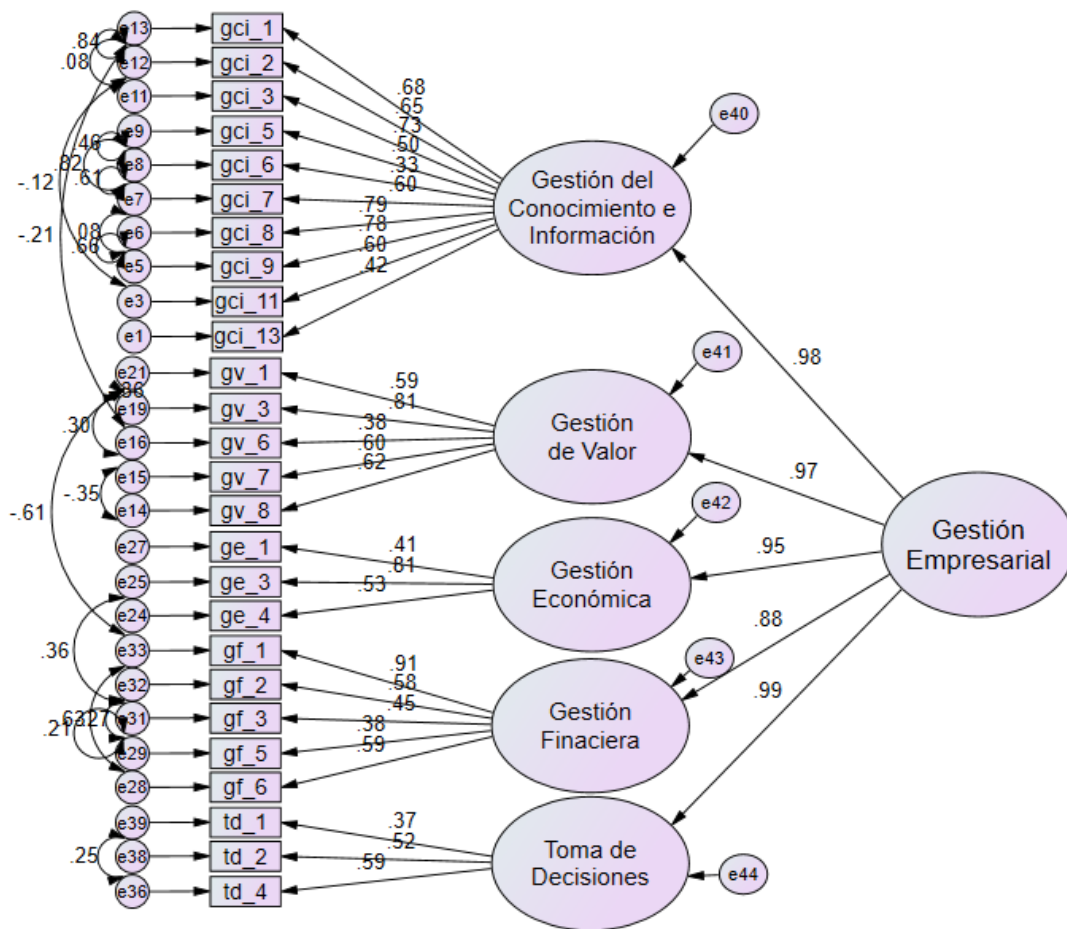 e13 gci_1
.84
e12 gci_2
.08
e11 gci_3
e9 gci_5
.46
e8 gci_6
.82
.61
e7 gci_7
-.12
e6 gci_8
.08
e5 gci_9
.66
-.21
e3 gci_11
e1 gci_13
.68
.65
.73
.50
.33
.60
.79
.78
.60
.42
e40
Gestión del
Conocimiento e
Información
.98
e21 gv_1
e19 gv_3
.30
e16 gv_6
e15 gv_7
-.35
e14 gv_8
-.61
.59
.81
.38
.60
.62
e41
Gestión
de Valor
.97
e27 ge_1
e25 ge_3
e24 ge_4
.36
.41
.81
.53
e42
Gestión
Económica
.95
Gestión
Empresarial
e33 gf_1
e32 gf_2
e31 gf_3
.21
e29 gf_5
e28 gf_6
.91
.58
.45
.38
.59
e43
Gestión
Finaciera
.88
e39 td_1
e38 td_2
.25
e36 td_4
.37
.52
.59
Toma de
Decisiones
e44
.99